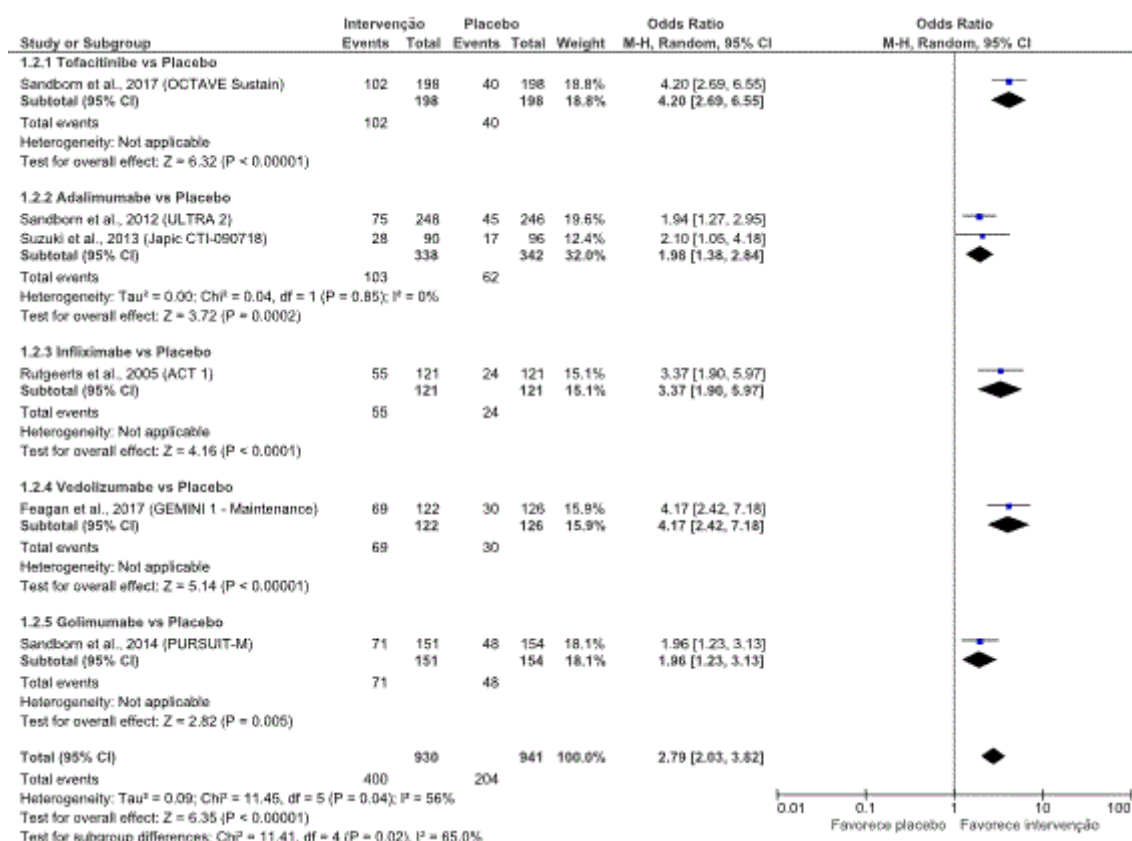 Intervenção Placebo Odds Ratio Odds Ratio
Study or Subgroup Events Total Events Total Weight M-H, Random, 95% CI M-H, Random, 95% CI
1.2.1 Tofacitinibe vs Placebo
Sandborn et al., 2017 (OCTAVE Sustain) 102 198 40 198 18.8% 4.20 [2.69, 6.55]
Subtotal (95% CI) 198 198 18.8% 4.20 [2.69, 6.55]
Total events 102 40
Heterogeneity: Not applicable
Test for overall effect: Z = 6.32 (P < 0.00001)
1.2.2 Adalimumabe vs Placebo
Sandborn et al., 2012 (ULTRA 2) 75 248 45 246 19.6% 1.94 [1.27, 2.95]
Suzuki et al., 2013 (Japic CTI-090718) 28 90 17 96 12.4% 2.10 [1.05, 4.18]
Subtotal (95% CI) 338 342 32.0% 1.98 [1.38, 2.84]
Total events 103 62
Heterogeneity: Tau² = 0.00; Chi² = 0.04, df = 1 (P = 0.85); I² = 0%
Test for overall effect: Z = 3.72 (P = 0.0002)
1.2.3 Infliximabe vs Placebo
Rutgeerts et al., 2005 (ACT 1) 55 121 24 121 15.1% 3.37 [1.90, 5.97]
Subtotal (95% CI) 121 121 15.1% 3.37 [1.90, 5.97]
Total events 55 24
Heterogeneity: Not applicable
Test for overall effect: Z = 4.16 (P < 0.0001)
1.2.4 Vedolizumabe vs Placebo
Feagan et al., 2017 (GEMINI 1 - Maintenance) 69 122 30 126 15.9% 4.17 [2.42, 7.18]
Subtotal (95% CI) 122 126 15.9% 4.17 [2.42, 7.18]
Total events 69 30
Heterogeneity: Not applicable
Test for overall effect: Z = 5.14 (P < 0.00001)
1.2.5 Golimumabe vs Placebo
Sandborn et al., 2014 (PURSUIT-M) 71 151 48 154 18.1% 1.96 [1.23, 3.13]
Subtotal (95% CI) 151 154 18.1% 1.96 [1.23, 3.13]
Total events 71 48
Heterogeneity: Not applicable
Test for overall effect: Z = 2.82 (P = 0.005)
Total (95% CI) 930 941 100.0% 2.79 [2.03, 3.82]
Total events 400 204
Heterogeneity: Tau² = 0.09; Chi² = 11.45, df = 5 (P = 0.04); I² = 56%
Test for overall effect: Z = 6.35 (P < 0.00001)
Test for subgroup differences: Chi² = 11.41, df = 4 (P = 0.02), I² = 65.0%
0.01 0.1 1 10 100
Favorece placebo Favorece intervenção